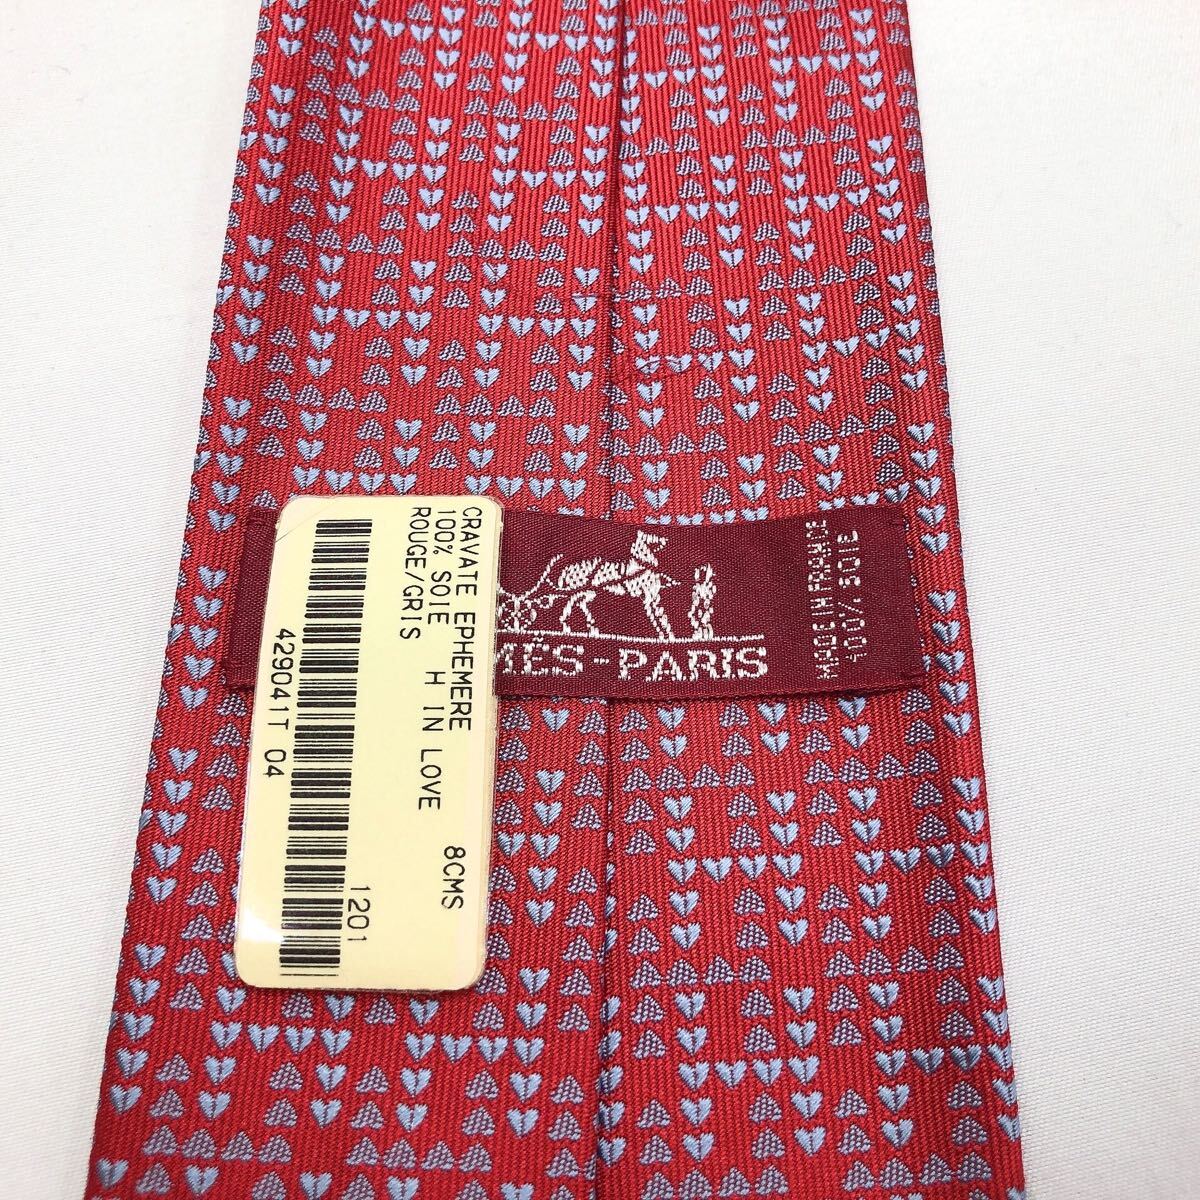 CRAVATE EPHEMERE
100% SOIE H IN LOVE 8CMS
ROUGE/GRIS
1201
429041T 04
MÈS-PARIS
MADE IN FRANCE
100% SOIE